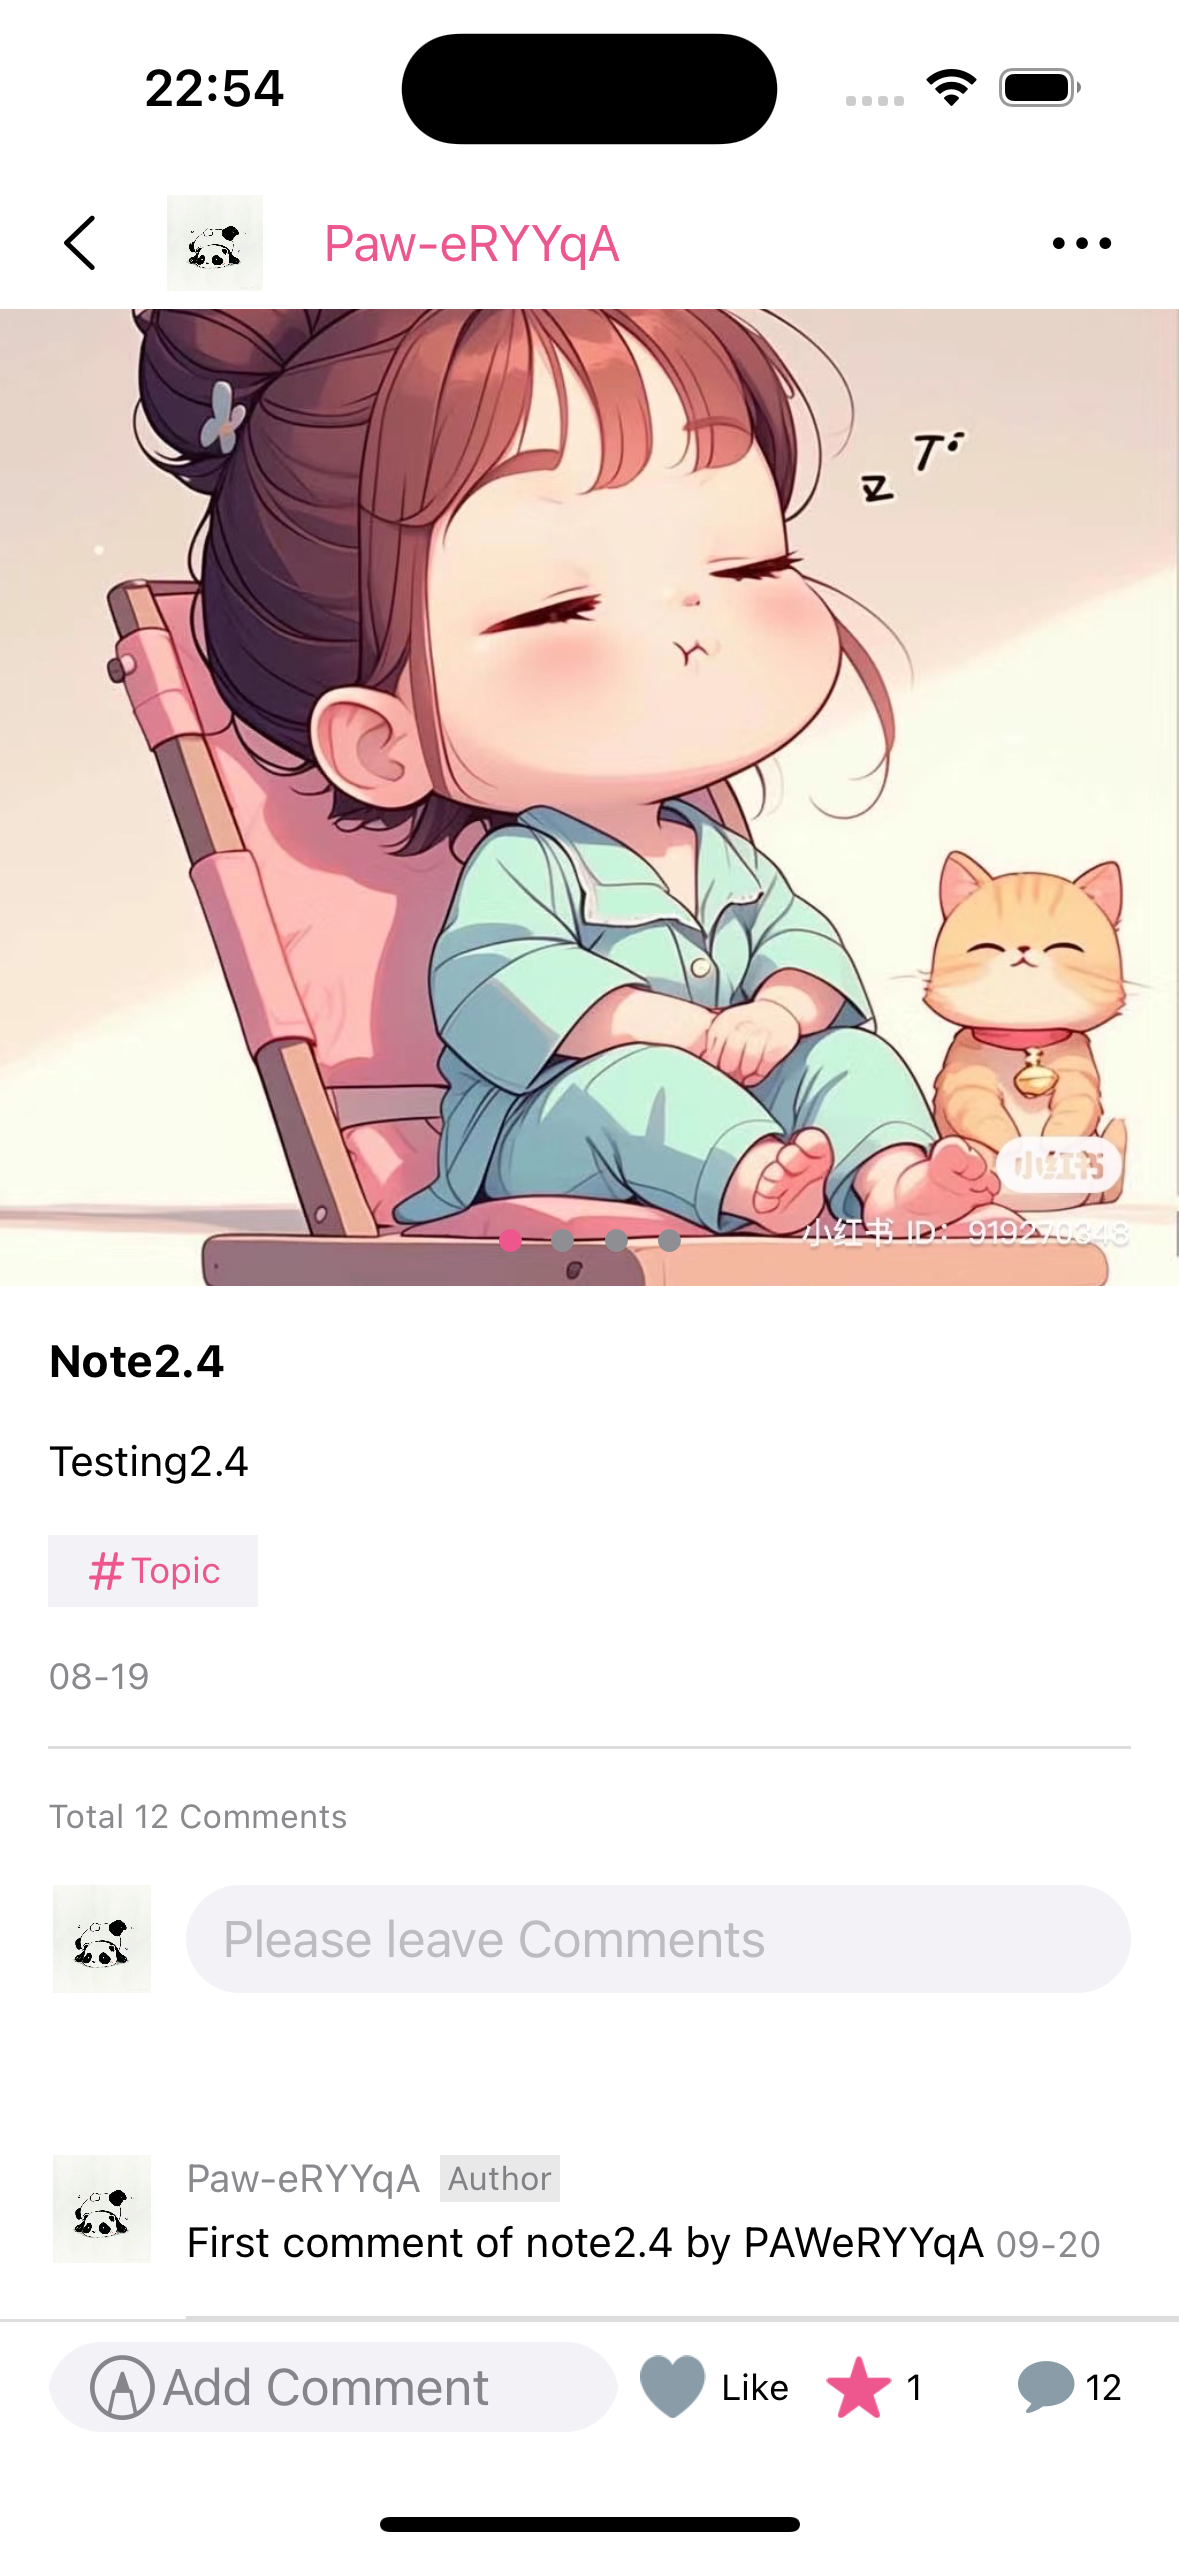 22:54
Paw-eRYYqA
小红书
小红书 ID: 919270348
Note2.4
Testing2.4
#Topic
08-19
Total 12 Comments
Please leave Comments
Paw-eRYYqA Author
First comment of note2.4 by PAWeRYYqA 09-20
Add Comment Like 1 12